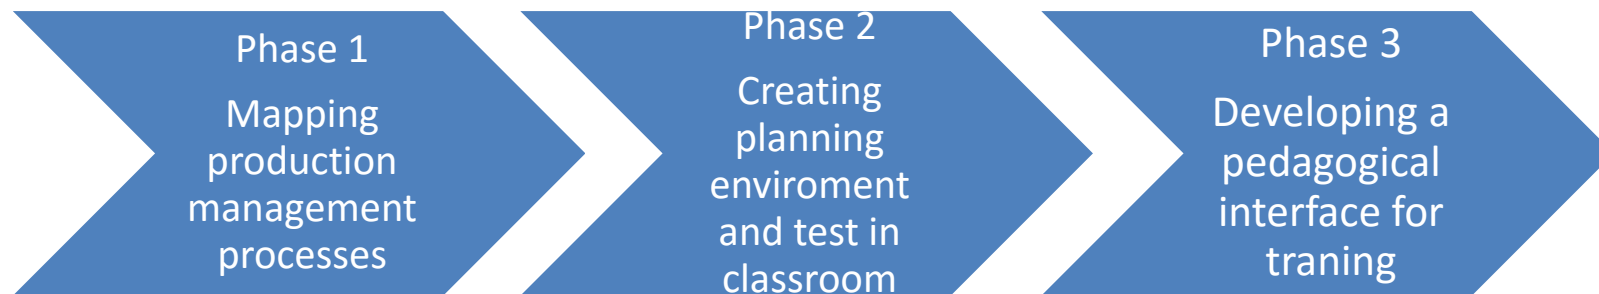 Phase 1
Mapping
production
management
processes
Phase 2
Creating
planning
enviroment
and test in
classroom
Phase 3
Developing a
pedagogical
interface for
traning